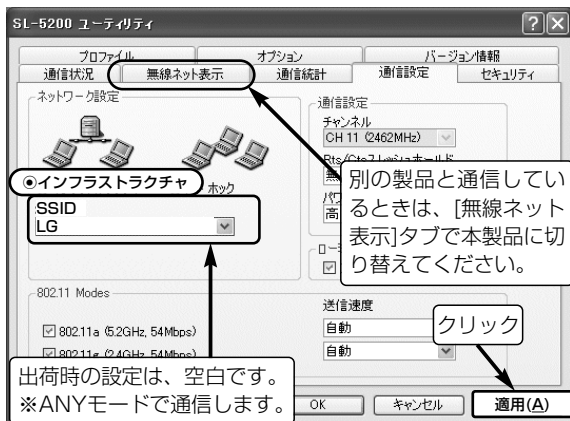 SL-5200 ユーティリティ
プロファイル
オプション
バージョン情報
通信状況
無線ネット表示
通信統計
通信設定
セキュリティ
ネットワーク設定
インフラストラクチャ
ホック
SSID
LG
通信設定
チャンネル
CH 11 (2462MHz)
別の製品と通信してい
るときは、[無線ネット
表示]タブで本製品に切
り替えてください。
802.11 Modes
802.11a (5.2GHz, 54Mbps)
802.11g (2.4GHz, 54Mbps)
送信速度
自動
自動
クリック
出荷時の設定は、空白です。
※ANYモードで通信します。
OK
キャンセル
適用(A)